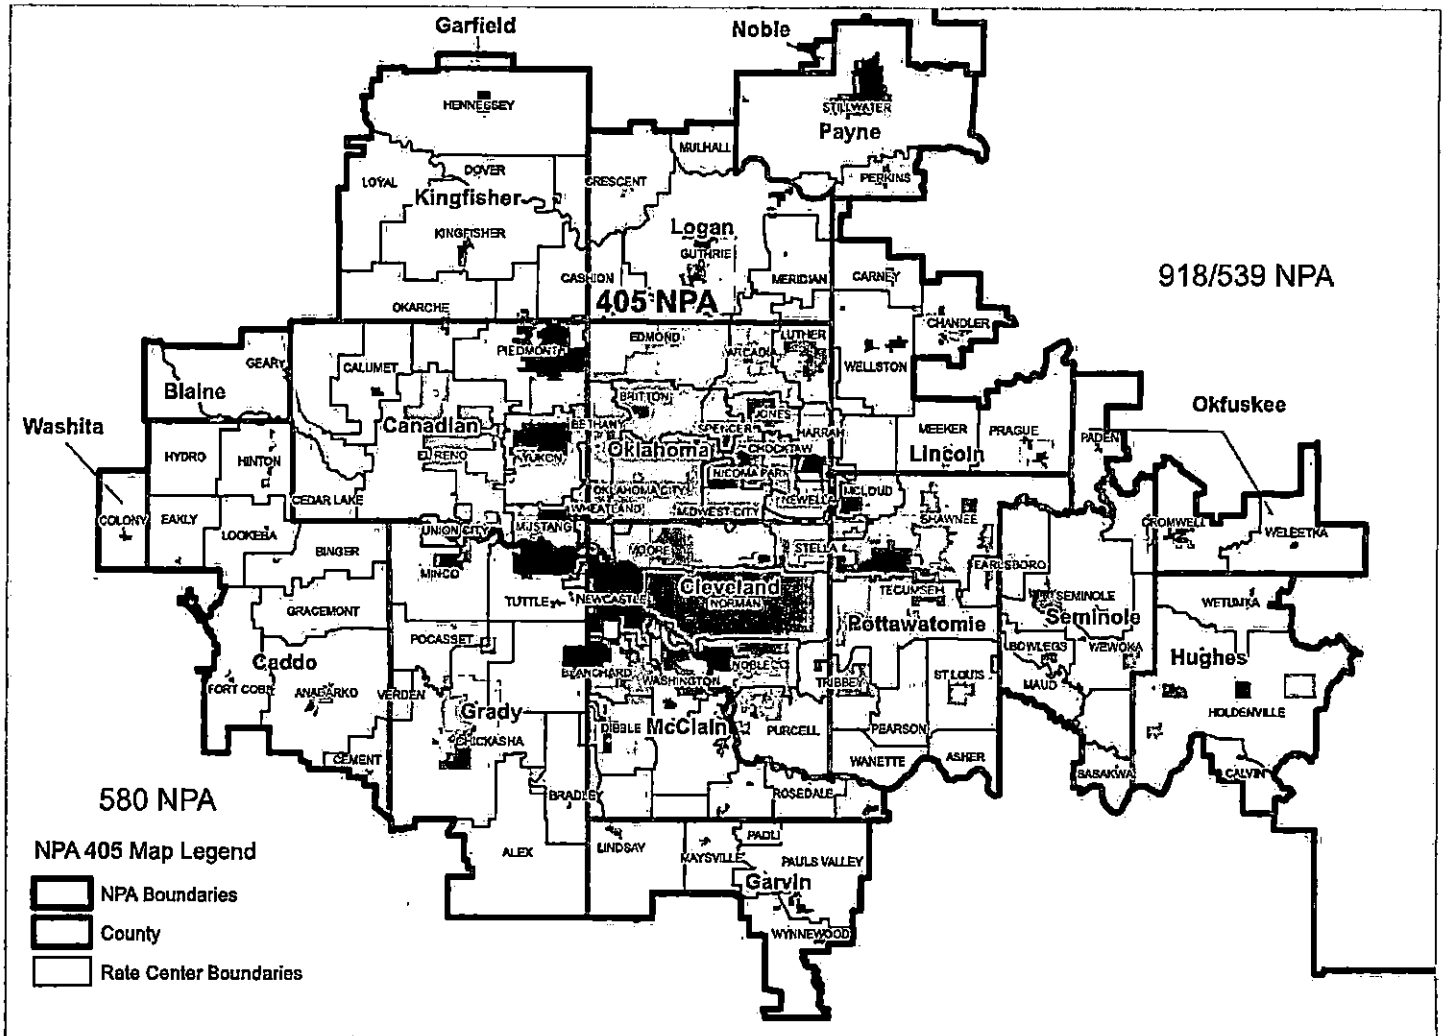 Garfield
Noble
HENNESSEY
STILLWATER
Payne
MULHALL
DOVER
LOYAL
CRESCENT
PERKINS
Kingfisher
Logan
KINGFISHER
GUTHRIE
CASHION
MERIDIAN
CARNEY
918/539 NPA
405 NPA
OKARCHE
CHANDLER
EDMOND
LUTHER
PIEDMONT
ARCADIA
GEARY
CALUMET
WELLSTON
Blaine
BRITTON
Okfuskee
JONES
Washita
Canadian
BETHANY
SPENCER
HARRAH
MEEKER
PRAGUE
PADEN
Oklahoma
CHOCKTAW
Lincoln
HYDRO
HINTON
EL RENO
YUKON
NICOMA PARK
OKLAHOMA CITY
NEWELLA
MCLOUD
CEDAR LAKE
WHEATLAND
MIDWEST CITY
COLONY
EAKLY
SHAWNEE
CROMWELL
LOOKEBA
UNION CITY
MUSTANG
WELEETKA
BINGER
MOORE
STELLA
EARLSBORO
MINCO
Cleveland
TECUMSEH
SEMINOLE
TUTTLE
NEWCASTLE
NORMAN
WETUMKA
GRACEMONT
Seminole
POCASSET
Pottawatomie
BOWLEGS
WEWOKA
Caddo
BLANCHARD
NOBLE
Hughes
FORT COBB
WASHINGTON
TRIBBEY
ST LOUIS
MAUD
ANADARKO
VERDEN
Grady
HOLDENVILLE
McClain
DIBBLE
PURCELL
PEARSON
CHICKASHA
CEMENT
WANETTE
ASHER
SASAKWA
CALVIN
580 NPA
BRADLEY
ROSEDALE
NPA 405 Map Legend
ALEX
LINDSAY
PAOLI
MAYSVILLE
PAULS VALLEY
Garvin
NPA Boundaries
County
WYNNEWOOD
Rate Center Boundaries